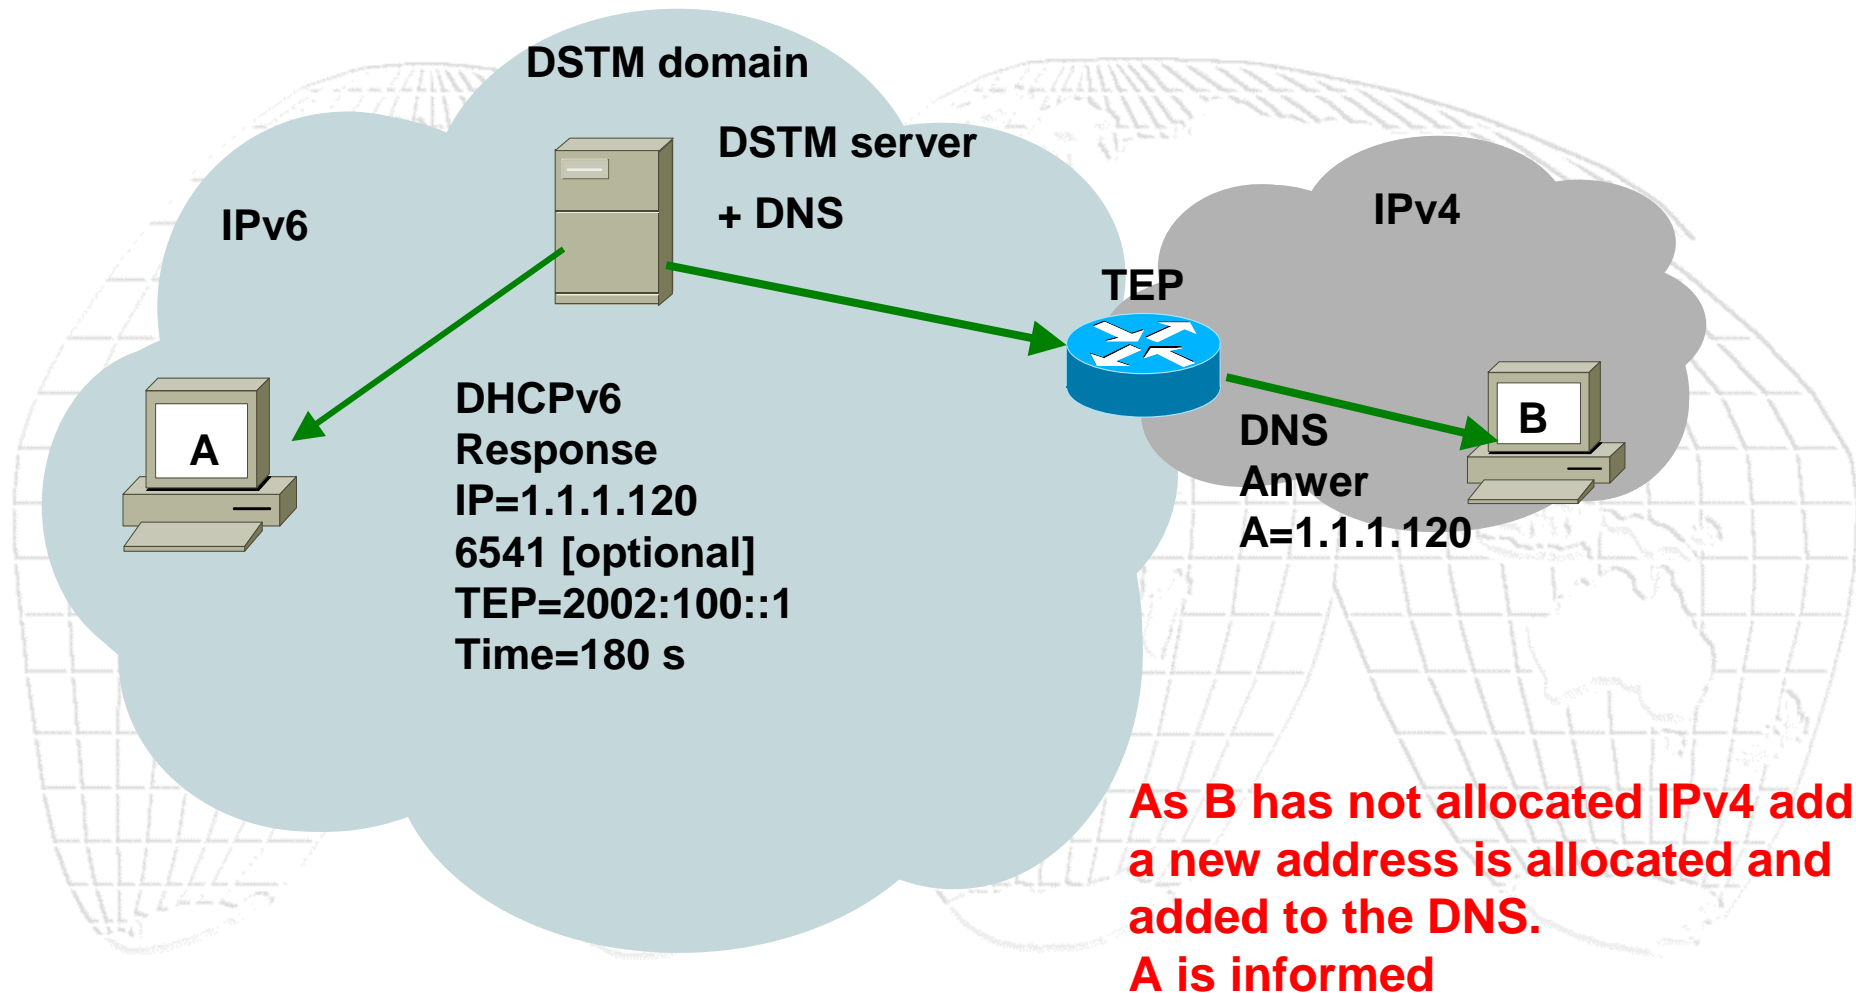 DSTM domain
DSTM server
+ DNS
IPv6
IPv4
TEP
A
DHCPv6
Response
IP=1.1.1.120
6541 [optional]
TEP=2002:100::1
Time=180 s
B
DNS
Anwer
A=1.1.1.120
As B has not allocated IPv4 add
a new address is allocated and
added to the DNS.
A is informed